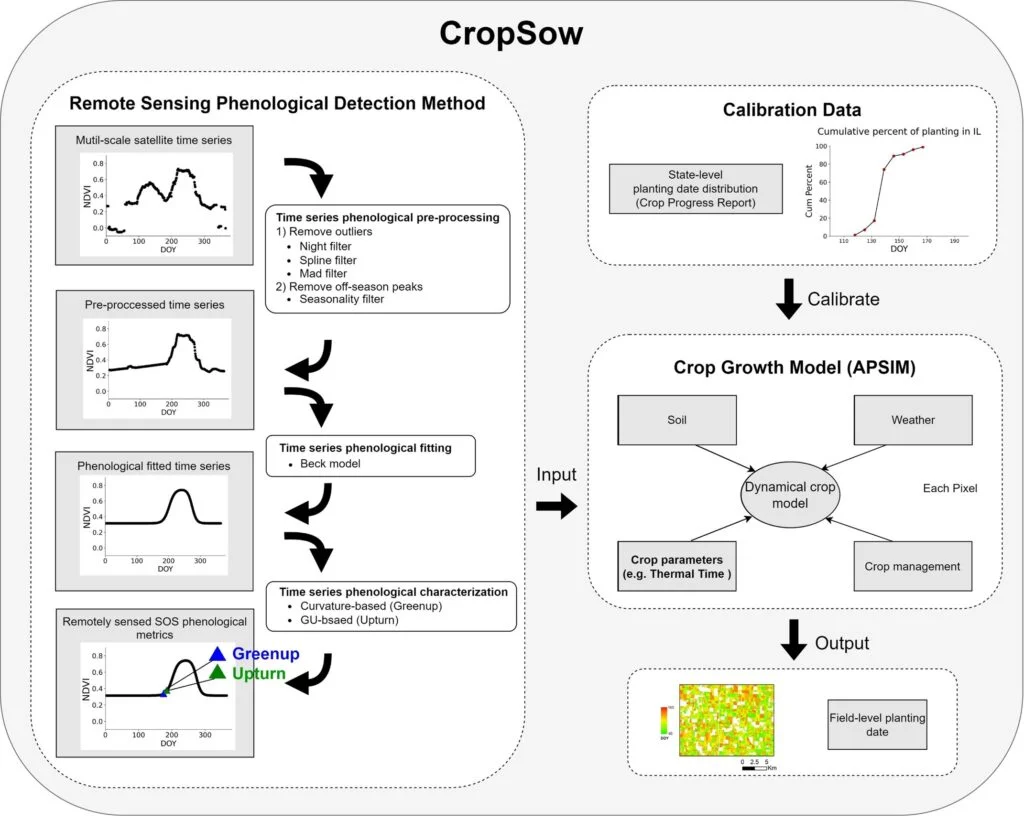 CropSow
Remote Sensing Phenological Detection Method
Mutil-scale satellite time series
NDVI
0.8
0.6
0.4
0.2
0.0
0
100
200
300
DOY
Time series phenological pre-processing
1) Remove outliers
• Night filter
• Spline filter
• Mad filter
2) Remove off-season peaks
• Seasonality filter
Pre-proccessed time series
NDVI
0.8
0.6
0.4
0.2
0.0
0
100
200
300
DOY
Time series phenological fitting
• Beck model
Phenological fitted time series
NDVI
0.8
0.6
0.4
0.2
0.0
0
100
200
300
DOY
Time series phenological characterization
• Curvature-based (Greenup)
• GU-bsaed (Upturn)
Remotely sensed SOS phenological
metrics
Greenup
Upturn
NDVI
0.8
0.6
0.4
0.2
0.0
0
100
200
300
DOY
Input
Calibration Data
State-level
planting date distribution
(Crop Progress Report)
Cumulative percent of planting in IL
Cum Percent
100
80
60
40
20
0
110
130
150
170
190
DOY
Calibrate
Crop Growth Model (APSIM)
Soil
Weather
Dynamical crop
model
Each Pixel
Crop parameters
(e.g. Thermal Time )
Crop management
Output
DOY
0 2.5 5
Km
Field-level planting
date